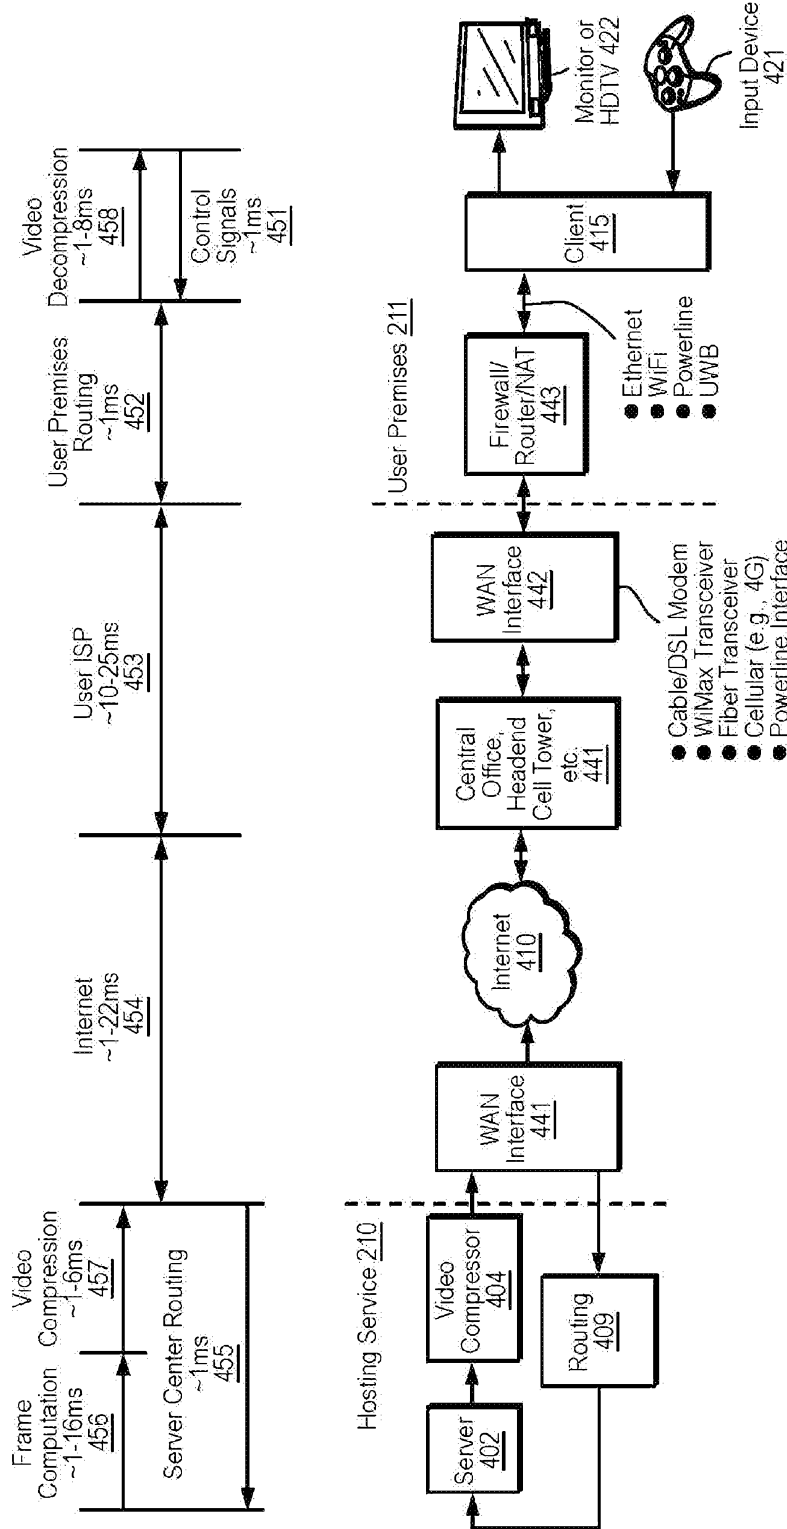 Frame
Computation
~1-16ms
456
Video
Compression
~1-6ms
457
Server Center Routing
~1ms
455
Internet
~1-22ms
454
User ISP
~10-25ms
453
User Premises
Routing
~1ms
452
Video
Decompression
~1-8ms
458
Control
Signals
~1ms
451
Hosting Service 210
Server
402
Video
Compressor
404
Routing
409
WAN
Interface
441
Internet
410
Central
Office,
Headend
Cell Tower,
etc.
441
WAN
Interface
442
● Cable/DSL Modem
● WiMax Transceiver
● Fiber Transceiver
● Cellular (e.g., 4G)
● Powerline Interface
User Premises 211
Firewall/
Router/NAT
443
● Ethernet
● WiFi
● Powerline
● UWB
Client
415
Monitor or
HDTV 422
Input Device
421